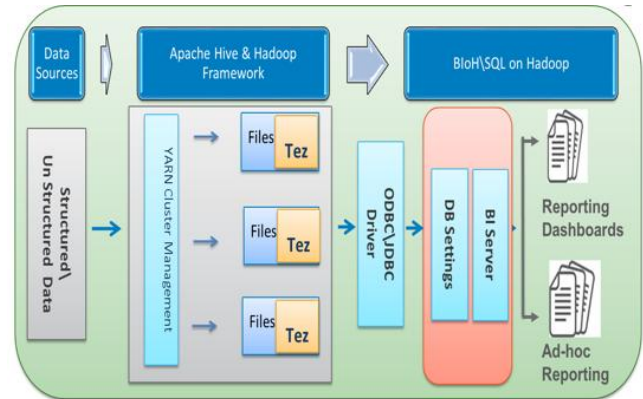 Data
Sources
Apache Hive & Hadoop
Framework
BIoH\SQL on Hadoop
Structured\
Un Structured Data
YARN Cluster Management
Files
Tez
Files
Tez
Files
Tez
ODBC\JDBC
Driver
DB Settings
BI Server
Reporting
Dashboards
Ad-hoc
Reporting